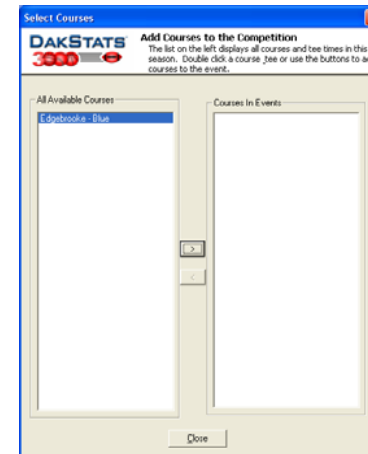 Select Courses
DAKSTATS
3000
Add Courses to the Competition
The list on the left displays all courses and tee times in this
season. Double click a course ,tee or use the buttons to a
courses to the event.
All Available Courses
Courses In Events
Edgebrooke - Blue
>
<
Close